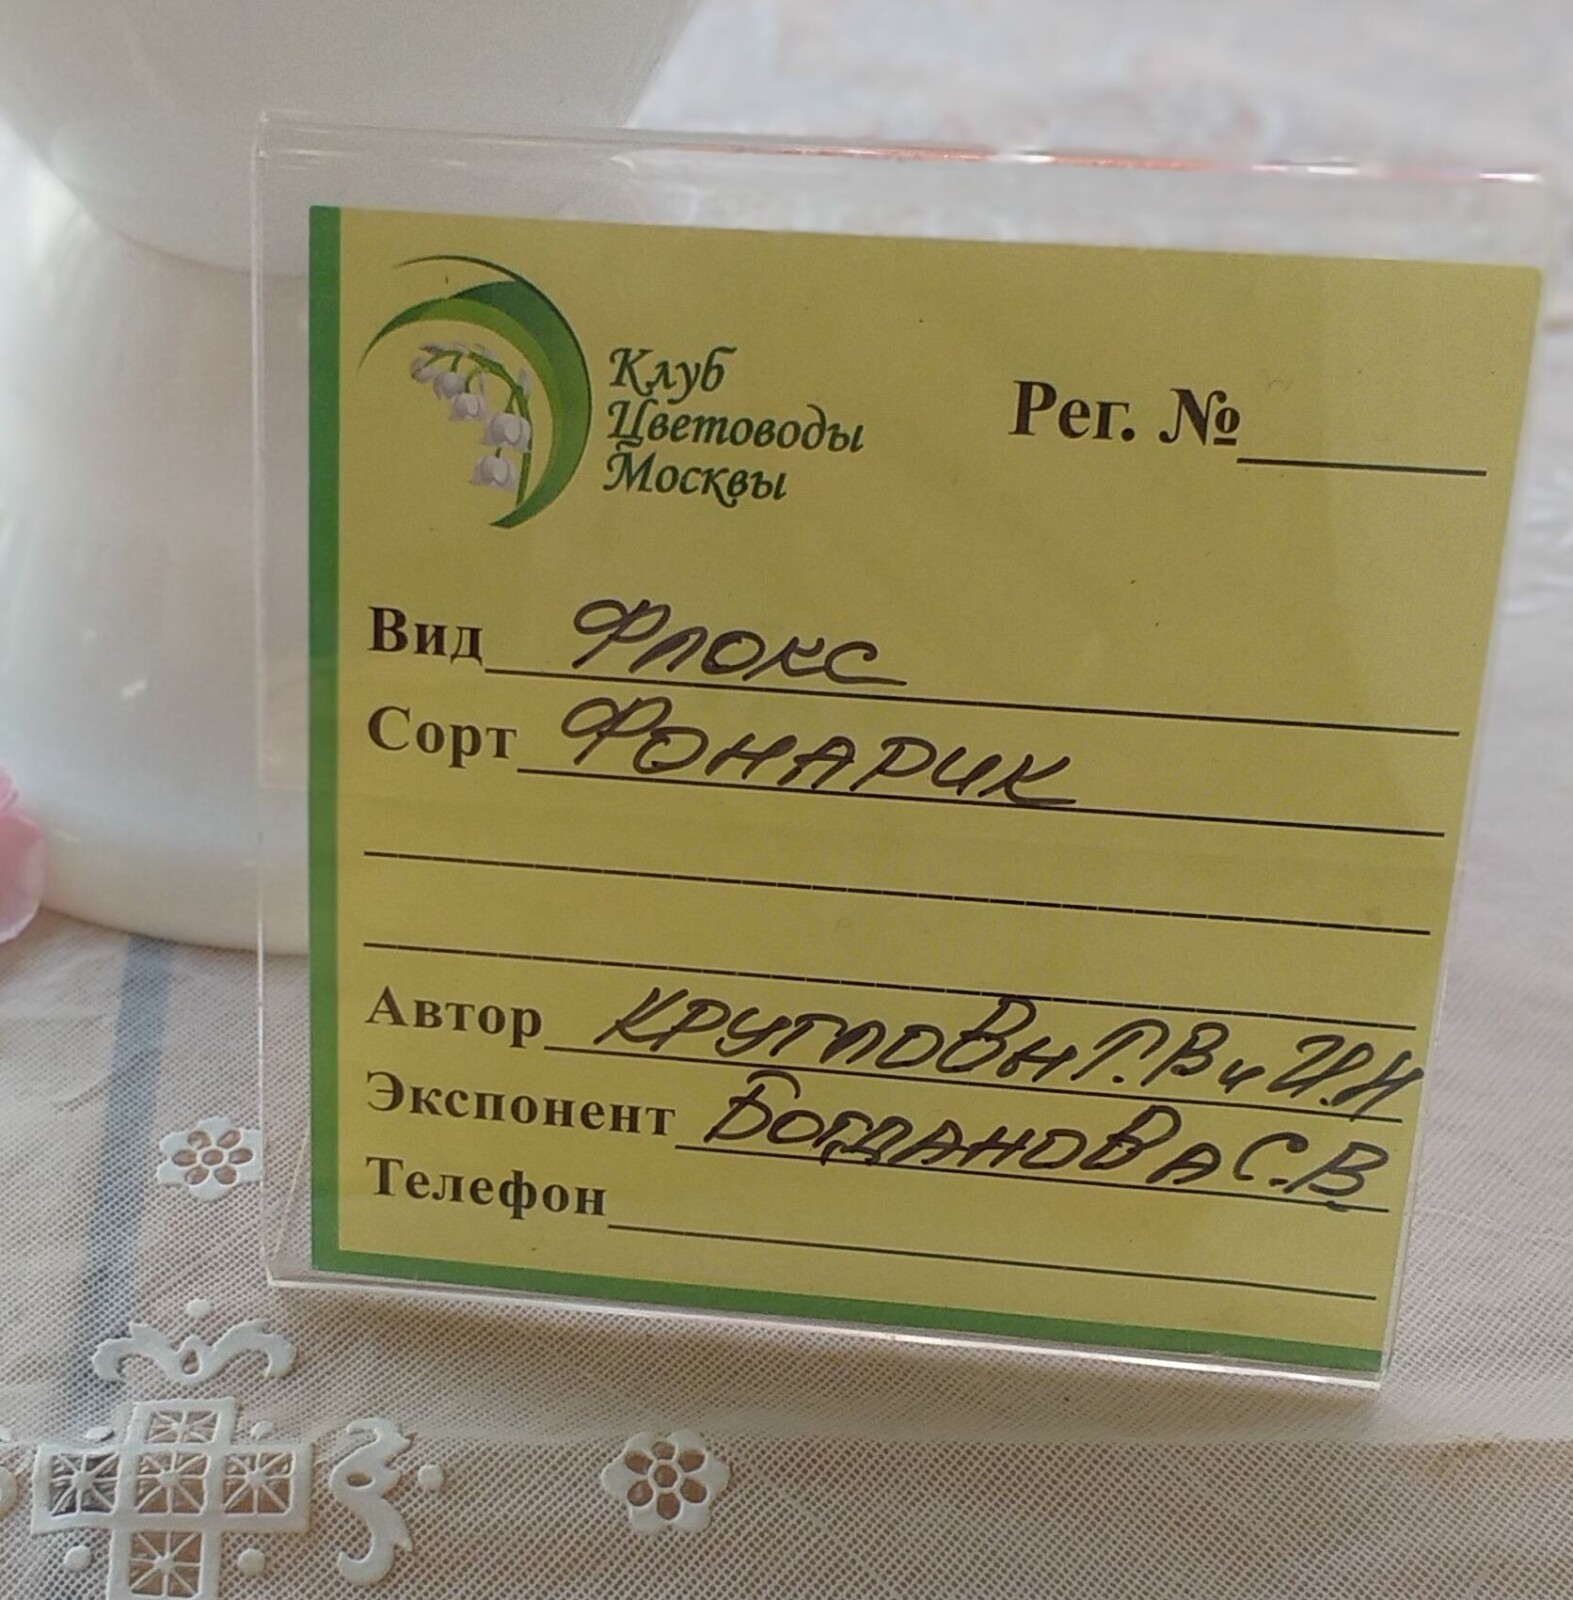 Клуб
Цветоводы
Москвы
Рег. №
Вид Флокс
Сорт Фонарик
Автор Кругловы Г.В и И.Н
Экспонент Богданова С.В
Телефон